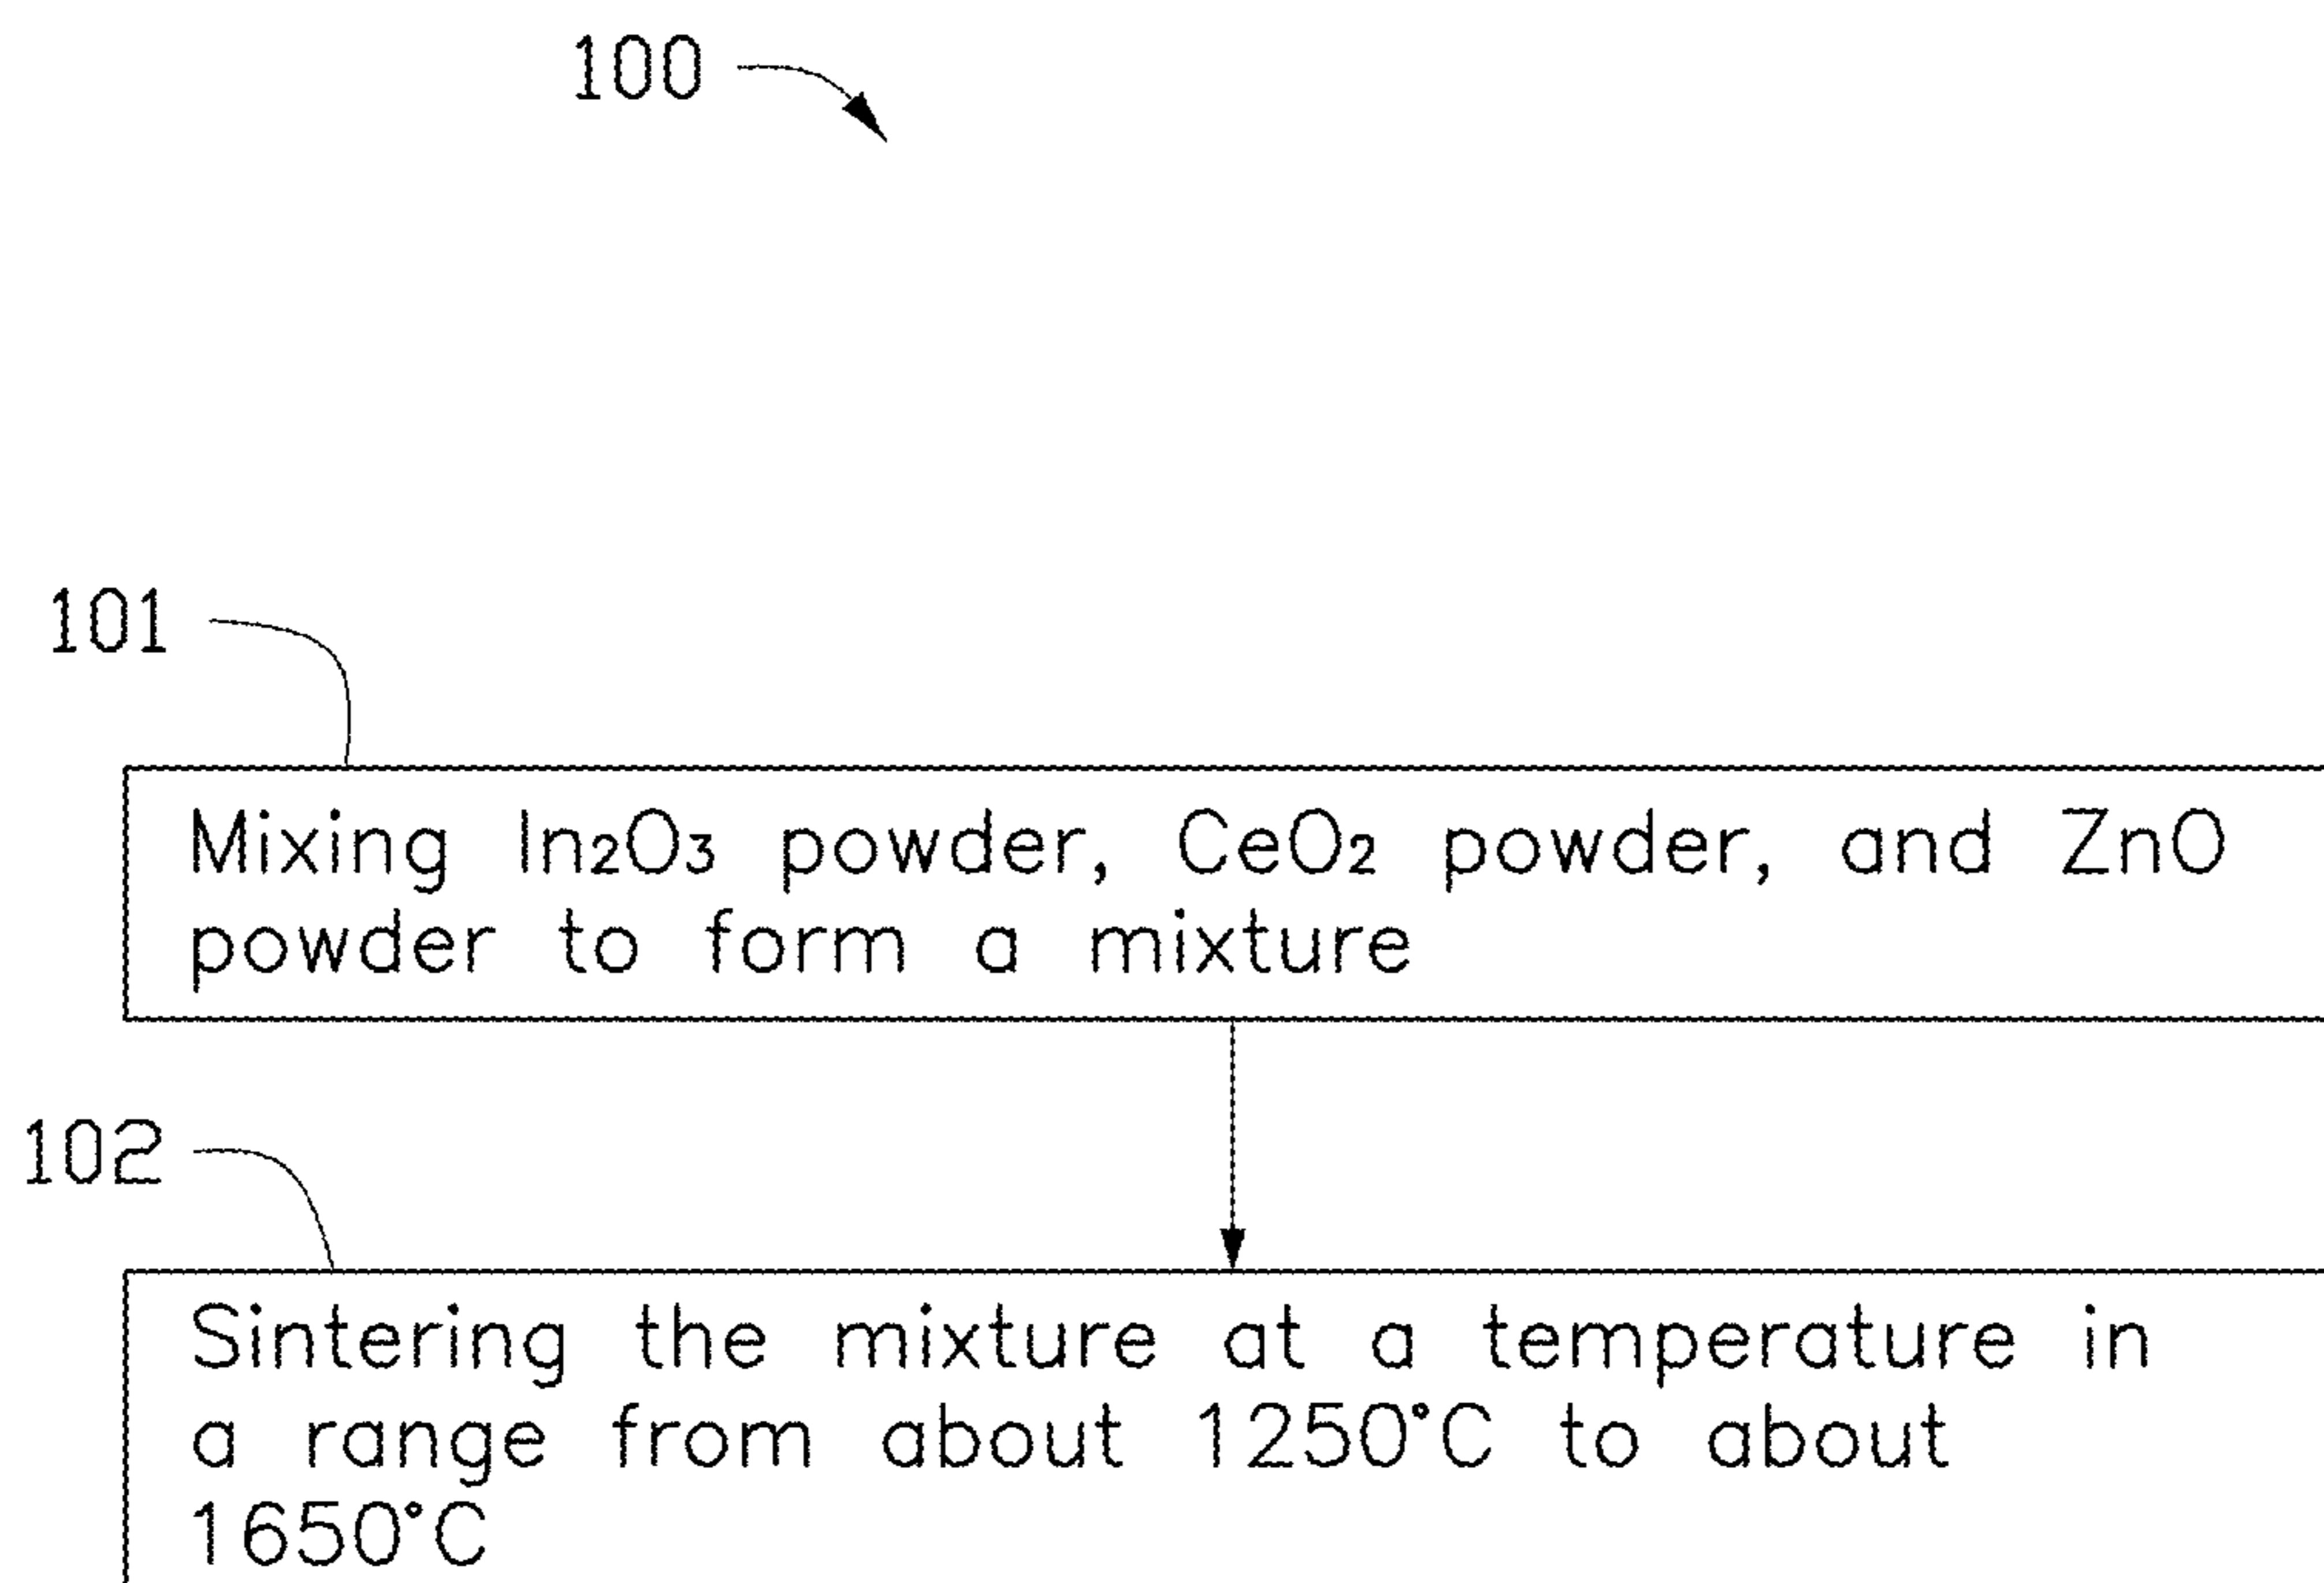 100
101
Mixing In₂O₃ powder, CeO₂ powder, and ZnO
powder to form a mixture
102
Sintering the mixture at a temperature in
a range from about 1250°C to about
1650°C